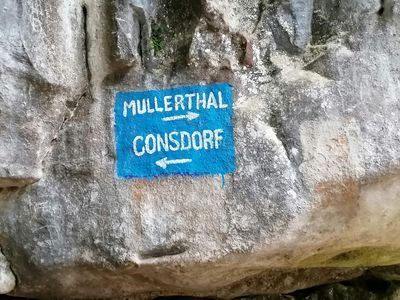 MULLERTHAL
→
CONSDORF
←